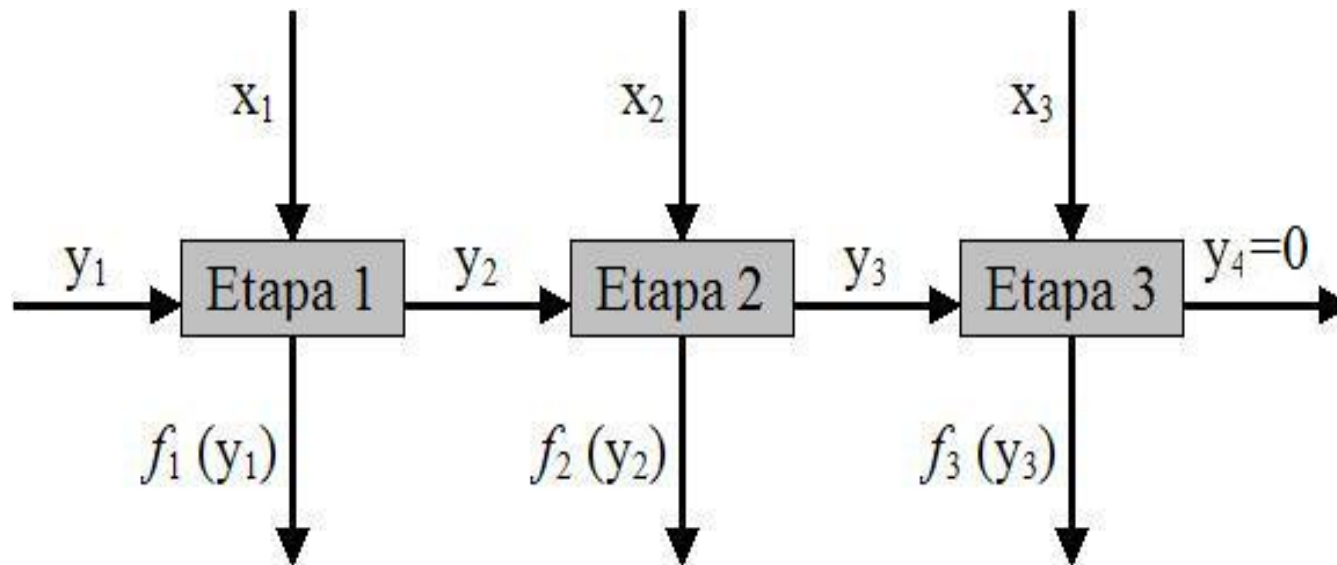 x₁ x₂ x₃
y₁ Etapa 1 y₂ Etapa 2 y₃ Etapa 3 y₄=0
f₁ (y₁) f₂ (y₂) f₃ (y₃)